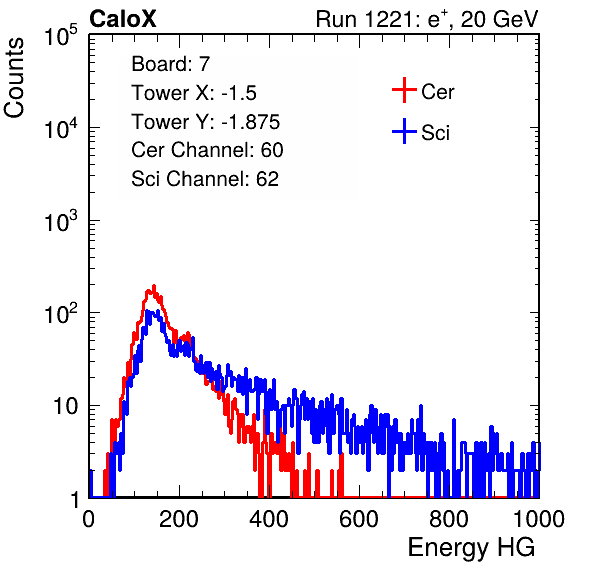 CaloX Run 1221: e⁺, 20 GeV
Counts
Board: 7
Tower X: -1.5
Tower Y: -1.875
Cer Channel: 60
Sci Channel: 62
Cer
Sci
10⁵
10⁴
10³
10²
10
1
0 200 400 600 800 1000
Energy HG